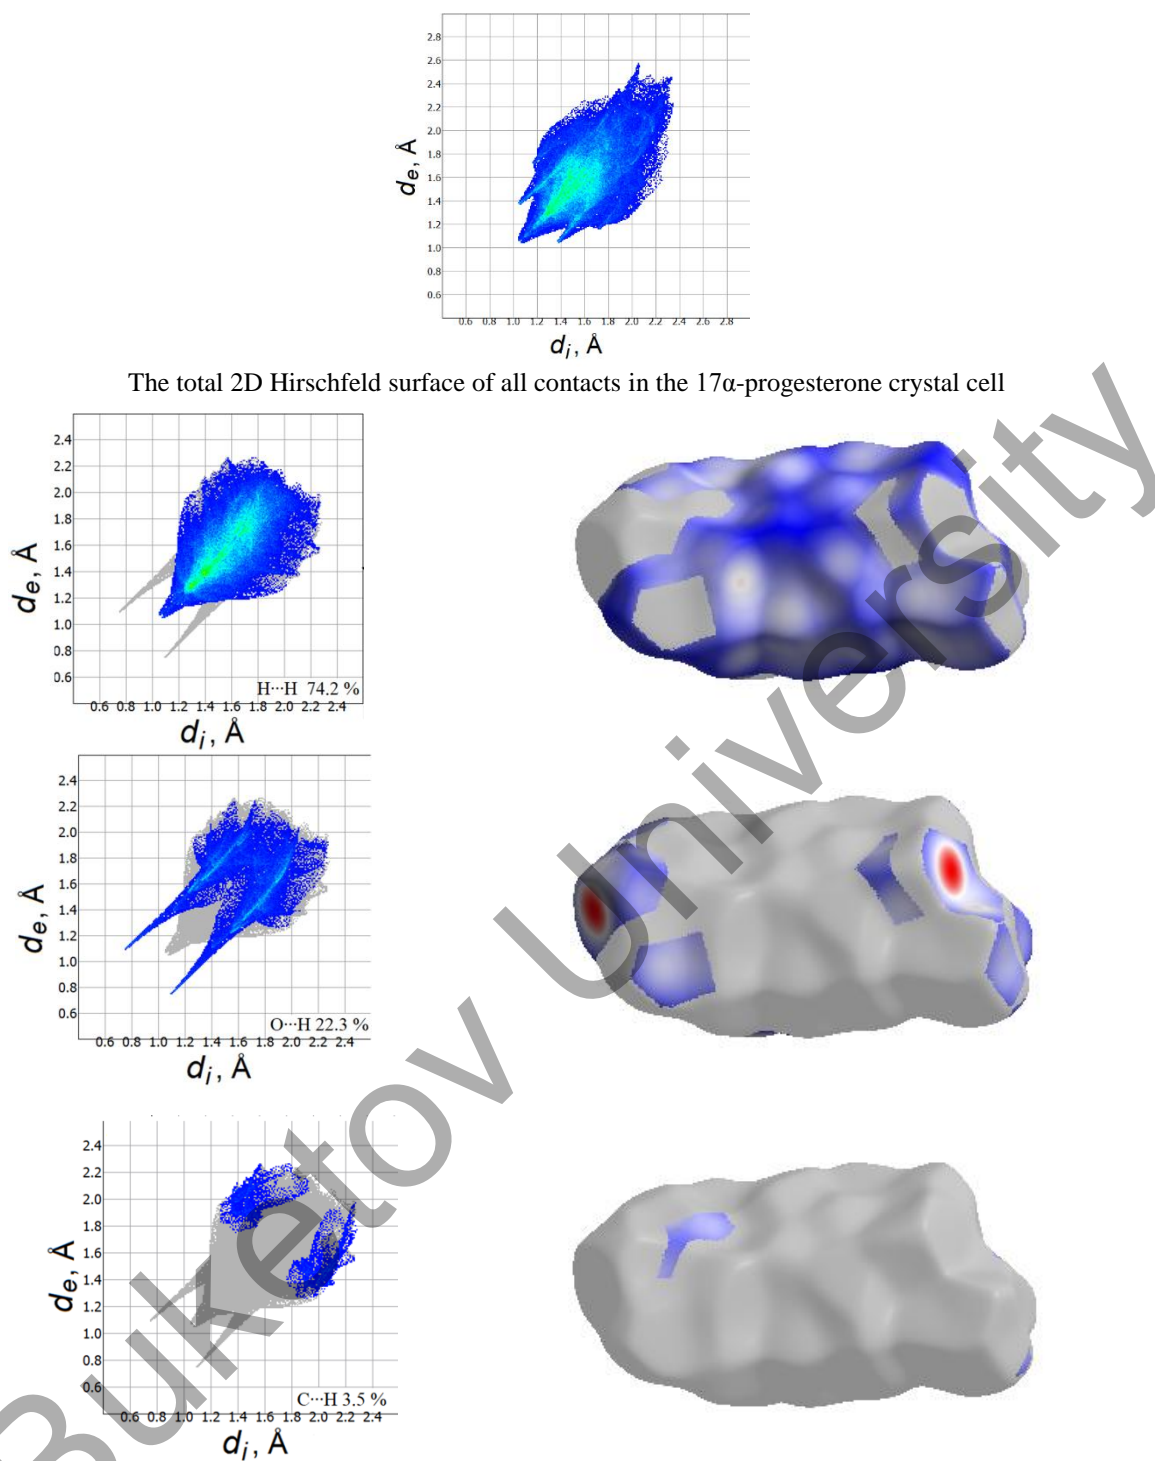 2.8
2.6
2.4
2.2
2.0
1.8
1.6
1.4
1.2
1.0
0.8
0.6
dₑ, Å
0.6 0.8 1.0 1.2 1.4 1.6 1.8 2.0 2.2 2.4 2.6 2.8
dᵢ, Å
The total 2D Hirschfeld surface of all contacts in the 17α-progesterone crystal cell
2.4
2.2
2.0
1.8
1.6
1.4
1.2
1.0
0.8
0.6
dₑ, Å
H···H 74.2 %
0.6 0.8 1.0 1.2 1.4 1.6 1.8 2.0 2.2 2.4
dᵢ, Å
2.4
2.2
2.0
1.8
1.6
1.4
1.2
1.0
0.8
0.6
dₑ, Å
O···H 22.3 %
0.6 0.8 1.0 1.2 1.4 1.6 1.8 2.0 2.2 2.4
dᵢ, Å
2.4
2.2
2.0
1.8
1.6
1.4
1.2
1.0
0.8
0.6
dₑ, Å
C···H 3.5 %
0.6 0.8 1.0 1.2 1.4 1.6 1.8 2.0 2.2 2.4
dᵢ, Å
Buketov University